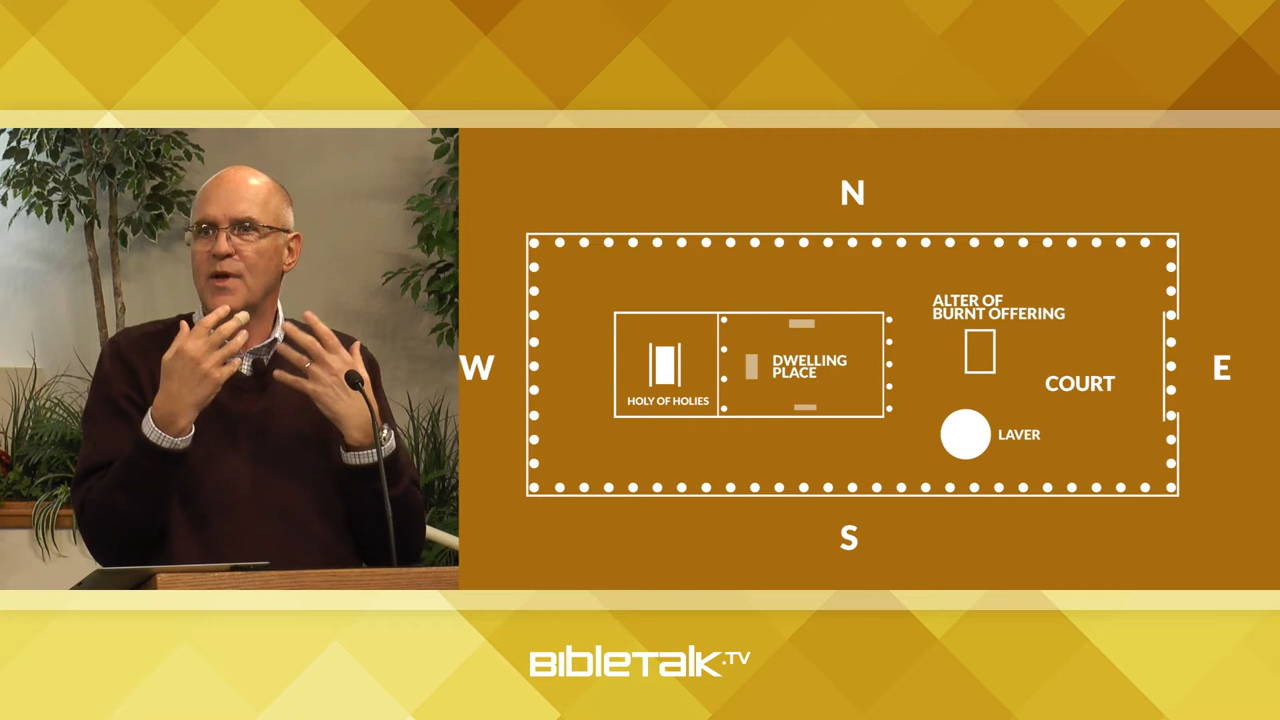 N
ALTER OF
BURNT OFFERING
W
DWELLING
PLACE
E
COURT
HOLY OF HOLIES
LAVER
S
BIBLETALK.TV